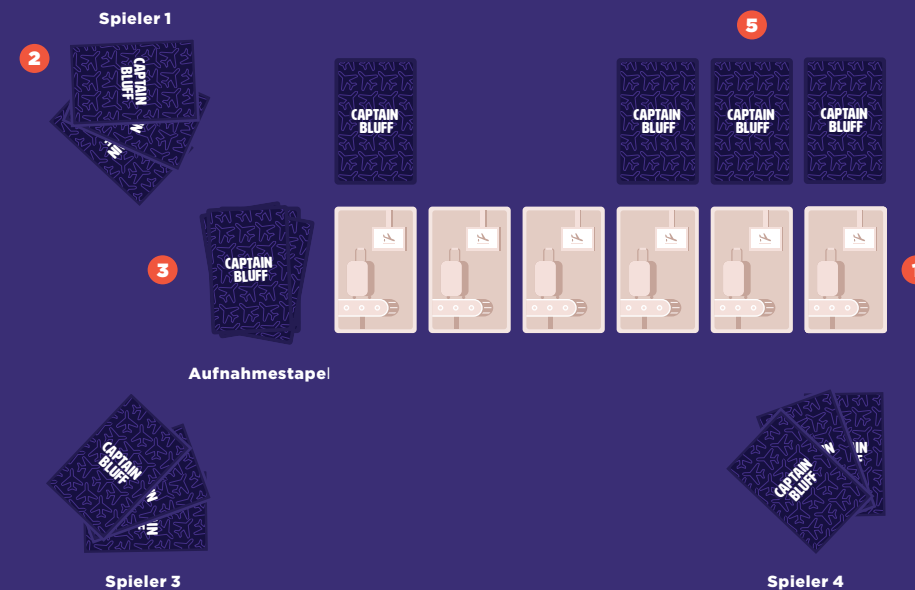 Spieler 1
5
2
CAPTAIN
BLUFF
CAPTAIN
BLUFF
CAPTAIN
BLUFF
CAPTAIN
BLUFF
CAPTAIN
BLUFF
3
CAPTAIN
BLUFF
1
Aufnahmestapel
CAPTAIN
BLUFF
CAPTAIN
BLUFF
Spieler 3
Spieler 4